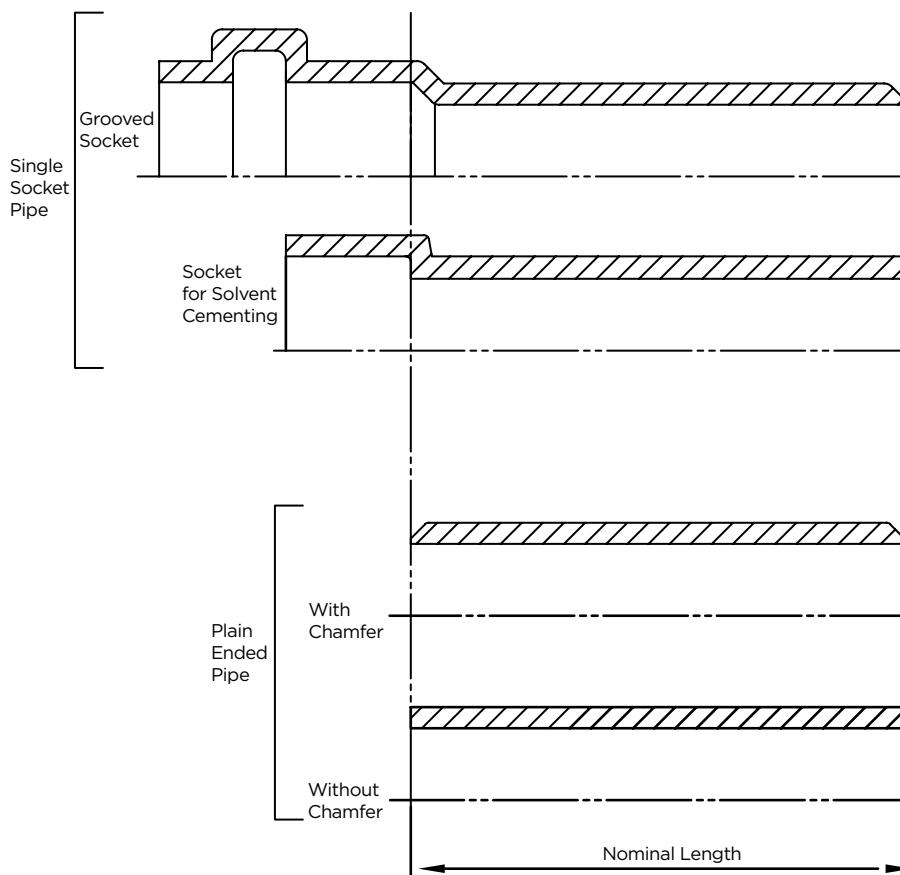 Grooved
Socket
Single
Socket
Pipe
Socket
for Solvent
Cementing
With
Chamfer
Plain
Ended
Pipe
Without
Chamfer
Nominal Length